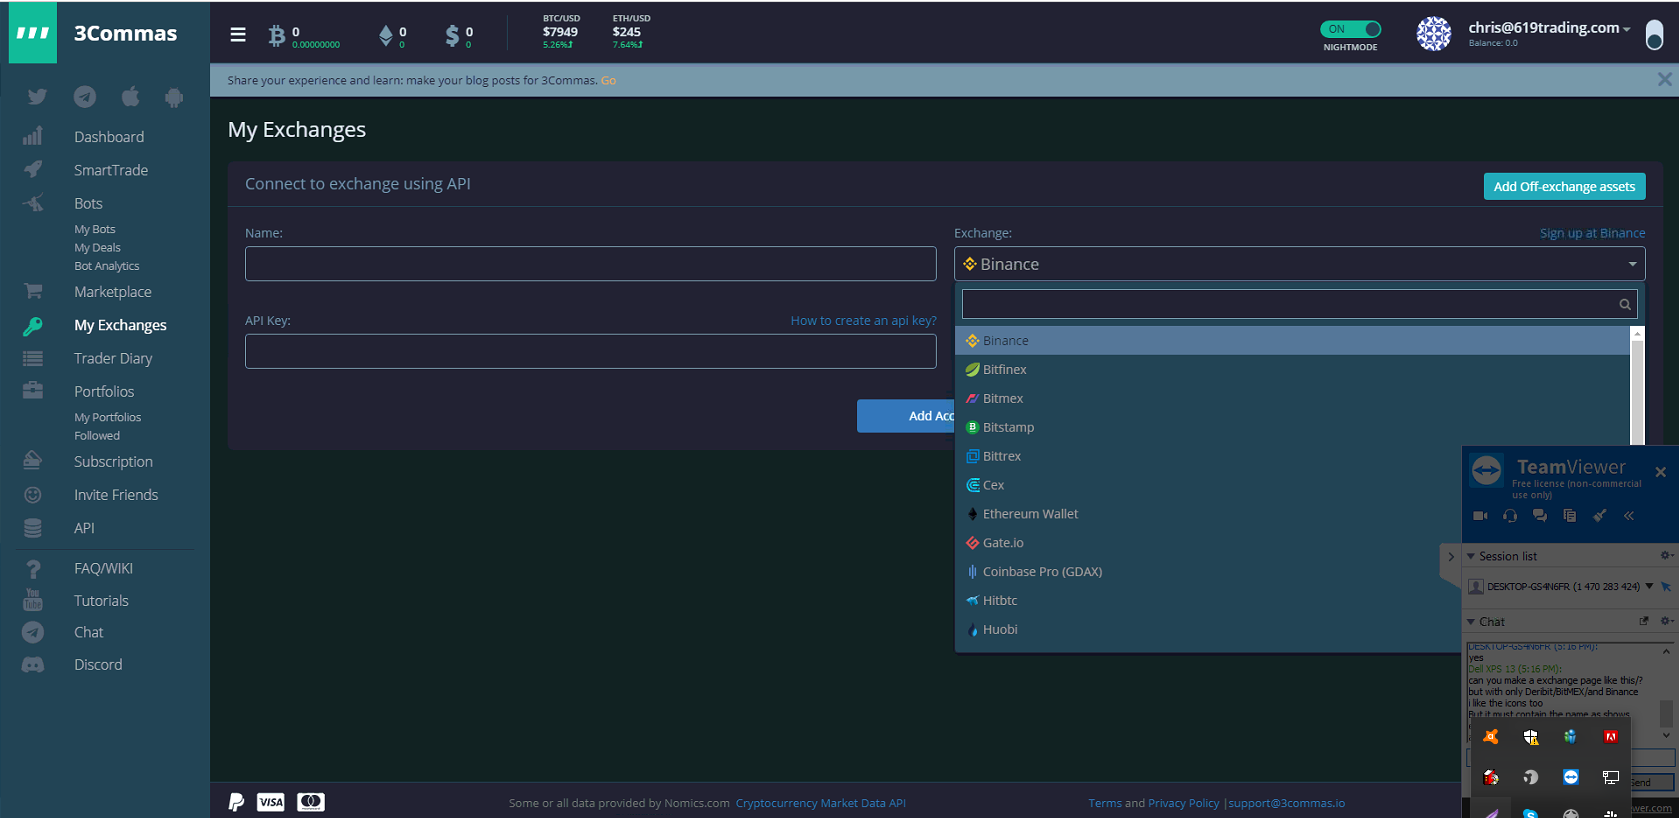 3Commas
0
0.00000000
0
0
0
0
BTC/USD
$7949
5.26%
ETH/USD
$245
7.64%
ON
NIGHTMODE
chris@619trading.com
Balance: 0.0
Share your experience and learn: make your blog posts for 3Commas. Go
Dashboard
SmartTrade
Bots
My Bots
My Deals
Bot Analytics
Marketplace
My Exchanges
Trader Diary
Portfolios
My Portfolios
Followed
Subscription
Invite Friends
API
FAQ/WIKI
You
Tube
Tutorials
Chat
Discord
My Exchanges
Connect to exchange using API
Add Off-exchange assets
Name:
Exchange:
Sign up at Binance
Binance
API Key:
How to create an api key?
Add Acc
Binance
Bitfinex
Bitmex
Bitstamp
Bittrex
Cex
Ethereum Wallet
Gate.io
Coinbase Pro (GDAX)
Hitbtc
Huobi
TeamViewer
Free license (non-commercial
use only)
Session list
DESKTOP-GS4N6FR (1 470 283 424)
Chat
DESKTOP-GS4N6FR (5:16 PM):
yes
Dell XPS 13 (5:16 PM):
can you make a exchange page like this/?
but with only Deribit/BitMEX/and Binance
i like the icons too
But it must contain the name as shows
Send
wer.com
VISA
Some or all data provided by Nomics.com Cryptocurrency Market Data API
Terms and Privacy Policy |support@3commas.io